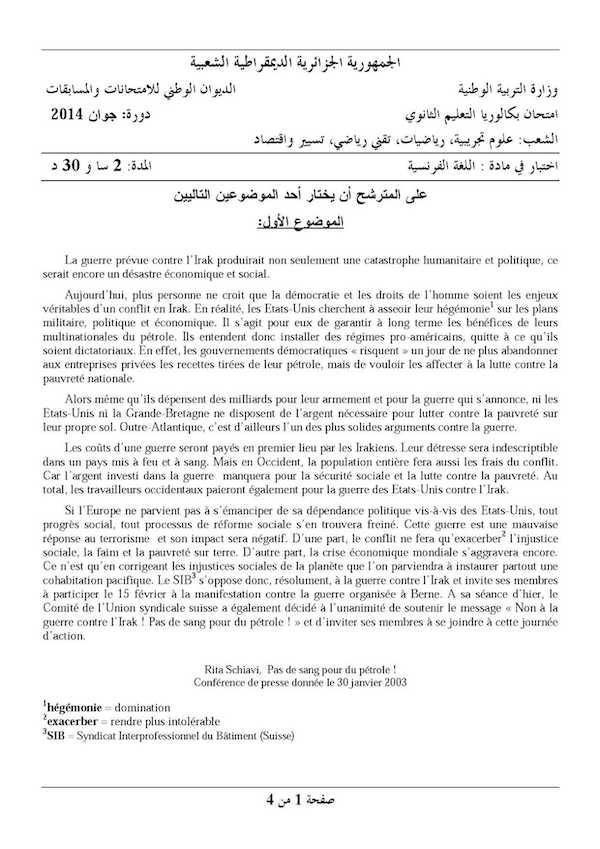 الجمهورية الجزائرية الديمقراطية الشعبية
وزارة التربية الوطنية الديوان الوطني للامتحانات والمسابقات
امتحان بكالوريا التعليم الثانوي دورة: جوان 2014
الشعب: علوم تجريبية، رياضيات، تقني رياضي، تسيير واقتصاد
اختبار في مادة : اللغة الفرنسية المدة: 2 سا و 30 د
على المترشح أن يختار أحد الموضوعين التاليين
الموضوع الأول:
La guerre prévue contre l'Irak produirait non seulement une catastrophe humanitaire et politique, ce
serait encore un désastre économique et social.
Aujourd'hui, plus personne ne croit que la démocratie et les droits de l'homme soient les enjeux
véritables d'un conflit en Irak. En réalité, les Etats-Unis cherchent à asseoir leur hégémonie1 sur les plans
militaire, politique et économique. Il s'agit pour eux de garantir à long terme les bénéfices de leurs
multinationales du pétrole. Ils entendent donc installer des régimes pro-américains, quitte à ce qu'ils
soient dictatoriaux. En effet, les gouvernements démocratiques « risquent » un jour de ne plus abandonner
aux entreprises privées les recettes tirées de leur pétrole, mais de vouloir les affecter à la lutte contre la
pauvreté nationale.
Alors même qu'ils dépensent des milliards pour leur armement et pour la guerre qui s'annonce, ni les
Etats-Unis ni la Grande-Bretagne ne disposent de l'argent nécessaire pour lutter contre la pauvreté sur
leur propre sol. Outre-Atlantique, c'est d'ailleurs l'un des plus solides arguments contre la guerre.
Les coûts d'une guerre seront payés en premier lieu par les Irakiens. Leur détresse sera indescriptible
dans un pays mis à feu et à sang. Mais en Occident, la population entière fera aussi les frais du conflit.
Car l'argent investi dans la guerre manquera pour la sécurité sociale et la lutte contre la pauvreté. Au
total, les travailleurs occidentaux paieront également pour la guerre des Etats-Unis contre l'Irak.
Si l'Europe ne parvient pas à s'émanciper de sa dépendance politique vis-à-vis des Etats-Unis, tout
progrès social, tout processus de réforme sociale s'en trouvera freiné. Cette guerre est une mauvaise
réponse au terrorisme et son impact sera négatif. D'une part, le conflit ne fera qu'exacerber2 l'injustice
sociale, la faim et la pauvreté sur terre. D'autre part, la crise économique mondiale s'aggravera encore.
Ce n'est qu'en corrigeant les injustices sociales de la planète que l'on parviendra à instaurer partout une
cohabitation pacifique. Le SIB3 s'oppose donc, résolument, à la guerre contre l'Irak et invite ses membres
à participer le 15 février à la manifestation contre la guerre organisée à Berne. A sa séance d'hier, le
Comité de l'Union syndicale suisse a également décidé à l'unanimité de soutenir le message « Non à la
guerre contre l'Irak ! Pas de sang pour du pétrole ! » et d'inviter ses membres à se joindre à cette journée
d'action.
Rita Schiavi, Pas de sang pour du pétrole !
Conférence de presse donnée le 30 janvier 2003
1hégémonie = domination
2exacerber = rendre plus intolérable
3SIB = Syndicat Interprofessionnel du Bâtiment (Suisse)
صفحة 1 من 4